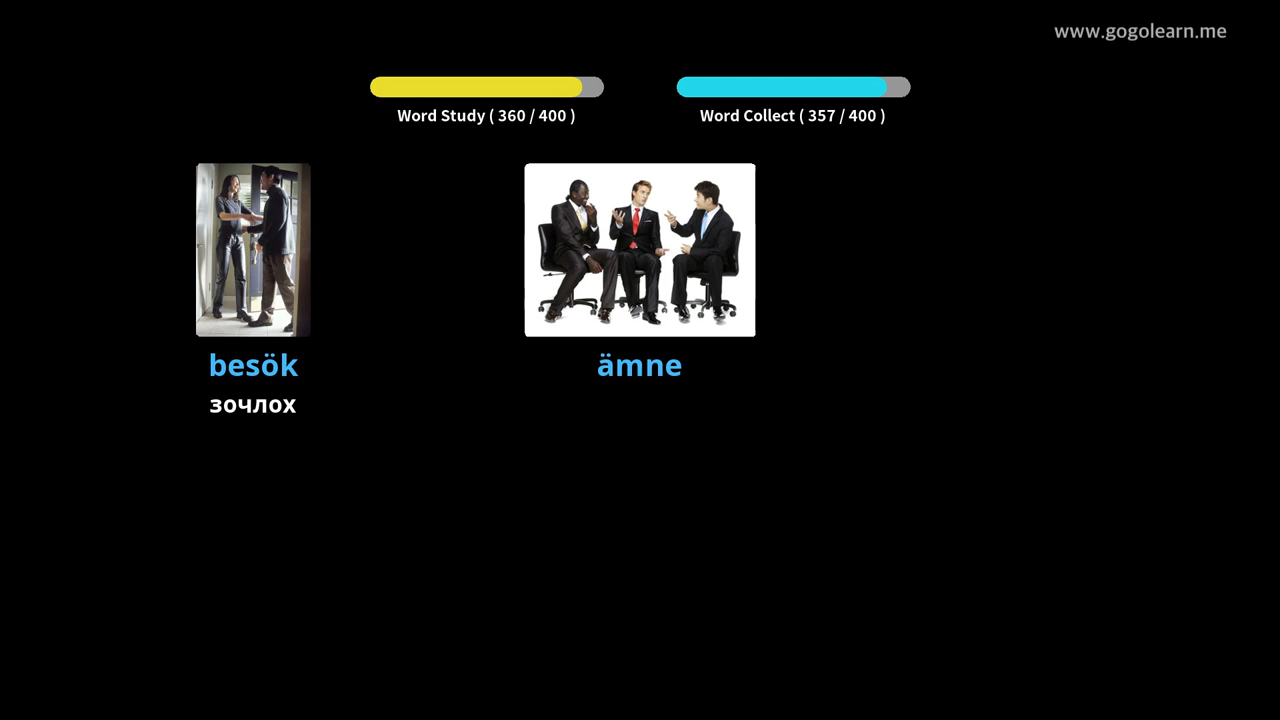 www.gogolearn.me
Word Study ( 360 / 400 )
Word Collect ( 357 / 400 )
besök
ämne
зочлох